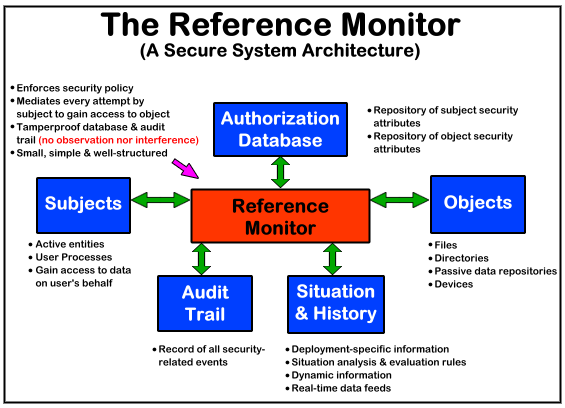 The Reference Monitor
(A Secure System Architecture)
• Enforces security policy
• Mediates every attempt by
subject to gain access to object
• Tamperproof database & audit
trail (no observation nor interference)
• Small, simple & well-structured
Authorization
Database
• Repository of subject security
attributes
• Repository of object security
attributes
Subjects
Reference
Monitor
Objects
• Active entities
• User Processes
• Gain access to data
on user's behalf
• Files
• Directories
• Passive data repositories
• Devices
Audit
Trail
Situation
& History
• Record of all security-
related events
• Deployment-specific information
• Situation analysis & evaluation rules
• Dynamic information
• Real-time data feeds